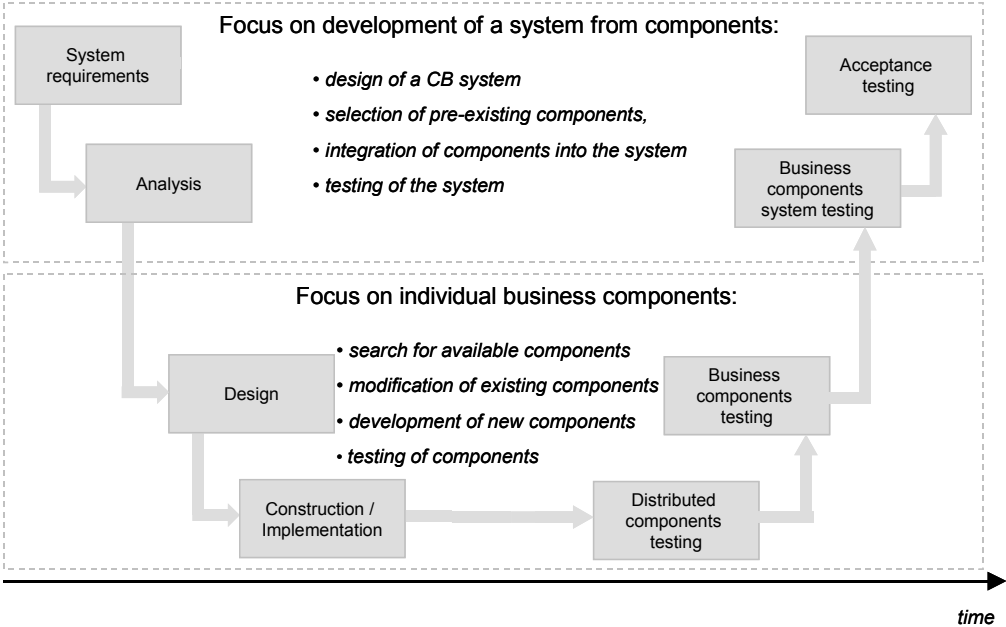 Focus on development of a system from components:
System
requirements
• design of a CB system
• selection of pre-existing components,
• integration of components into the system
• testing of the system
Acceptance
testing
Analysis
Business
components
system testing
Focus on individual business components:
Design
• search for available components
• modification of existing components
• development of new components
• testing of components
Business
components
testing
Construction /
Implementation
Distributed
components
testing
time